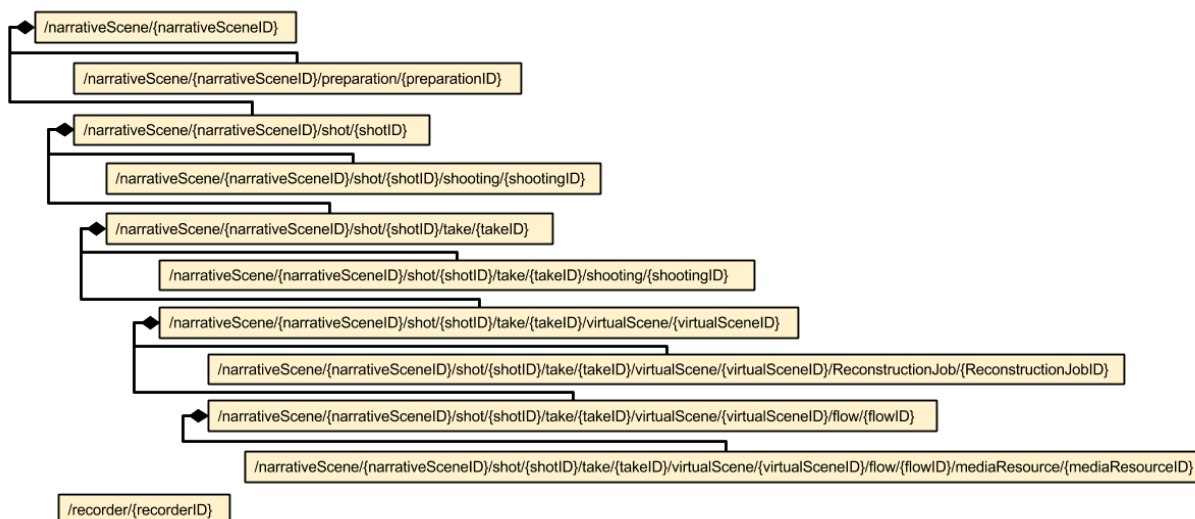 /narrativeScene/{narrativeSceneID}
/narrativeScene/{narrativeSceneID}/preparation/{preparationID}
/narrativeScene/{narrativeSceneID}/shot/{shotID}
/narrativeScene/{narrativeSceneID}/shot/{shotID}/shooting/{shootingID}
/narrativeScene/{narrativeSceneID}/shot/{shotID}/take/{takeID}
/narrativeScene/{narrativeSceneID}/shot/{shotID}/take/{takeID}/shooting/{shootingID}
/narrativeScene/{narrativeSceneID}/shot/{shotID}/take/{takeID}/virtualScene/{virtualSceneID}
/narrativeScene/{narrativeSceneID}/shot/{shotID}/take/{takeID}/virtualScene/{virtualSceneID}/ReconstructionJob/{ReconstructionJobID}
/narrativeScene/{narrativeSceneID}/shot/{shotID}/take/{takeID}/virtualScene/{virtualSceneID}/flow/{flowID}
/narrativeScene/{narrativeSceneID}/shot/{shotID}/take/{takeID}/virtualScene/{virtualSceneID}/flow/{flowID}/mediaResource/{mediaResourceID}
/recorder/{recorderID}